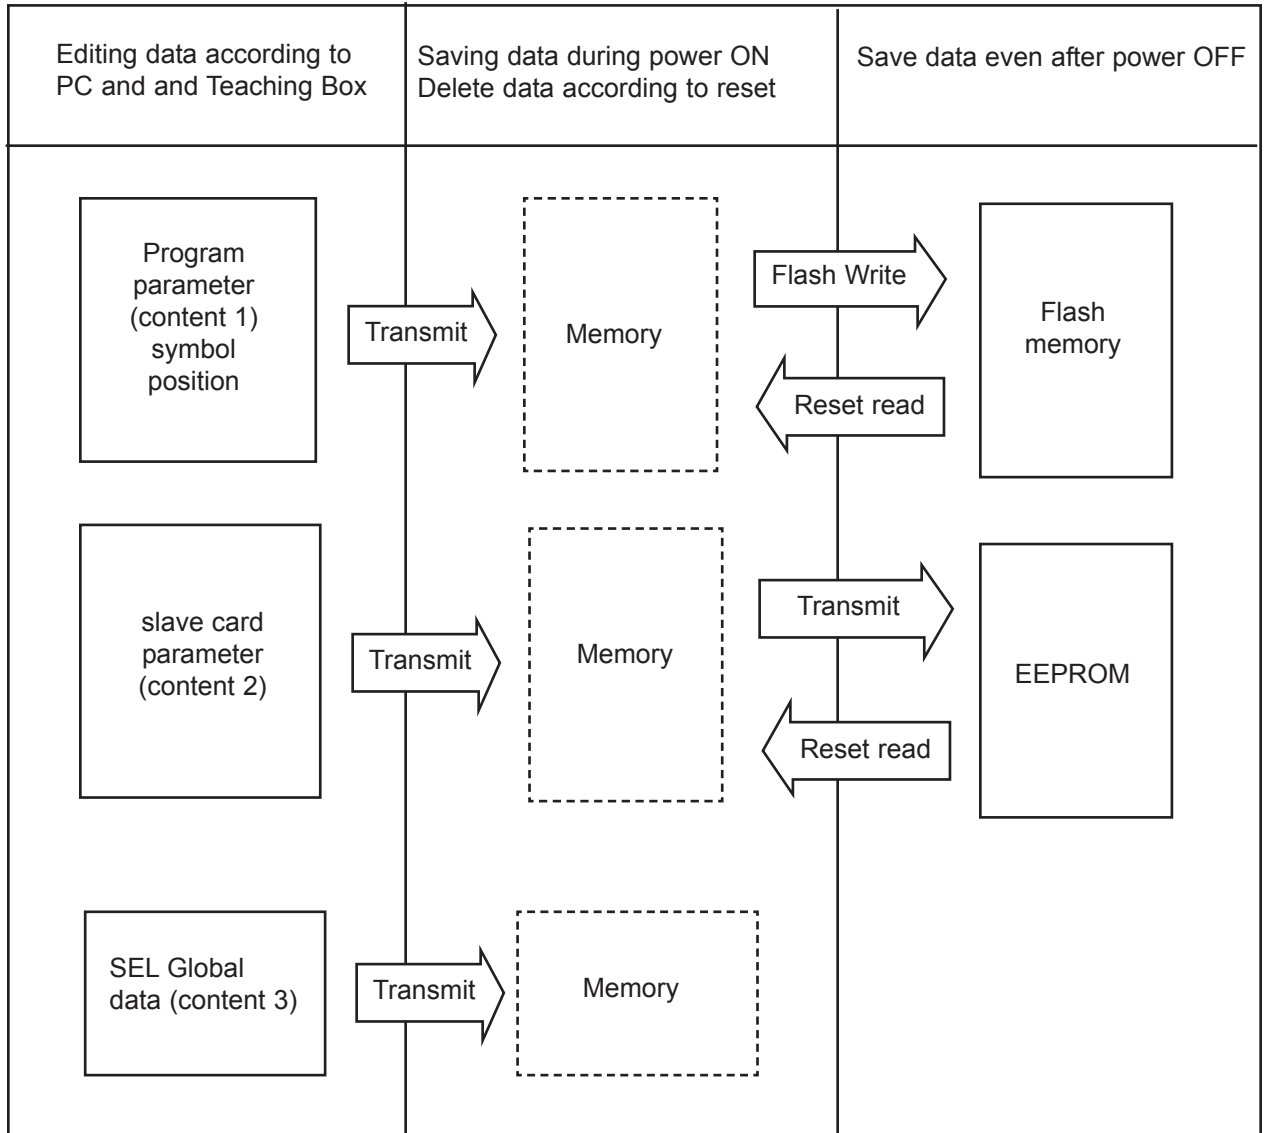 Editing data according to
PC and and Teaching Box
Saving data during power ON
Delete data according to reset
Save data even after power OFF
Program
parameter
(content 1)
symbol
position
Transmit
Memory
Flash Write
Reset read
Flash
memory
slave card
parameter
(content 2)
Transmit
Memory
Transmit
Reset read
EEPROM
SEL Global
data (content 3)
Transmit
Memory